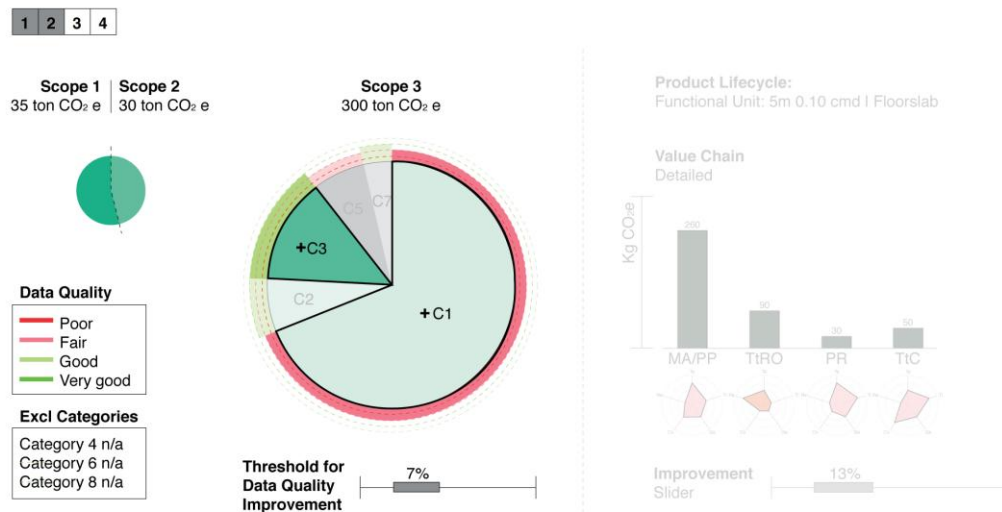 1 2 3 4
Scope 1 | Scope 2
35 ton CO₂ e | 30 ton CO₂ e
Scope 3
300 ton CO₂ e
C5
C7
+C3
C2
+C1
Data Quality
Poor
Fair
Good
Very good
Excl Categories
Category 4 n/a
Category 6 n/a
Category 8 n/a
Threshold for
Data Quality
Improvement
7%
Product Lifecycle:
Functional Unit: 5m 0.10 cmd I Floorslab
Value Chain
Detailed
Kg CO₂e
90
30
50
MA/PP TtRO PR TtC
Improvement
Slider
13%